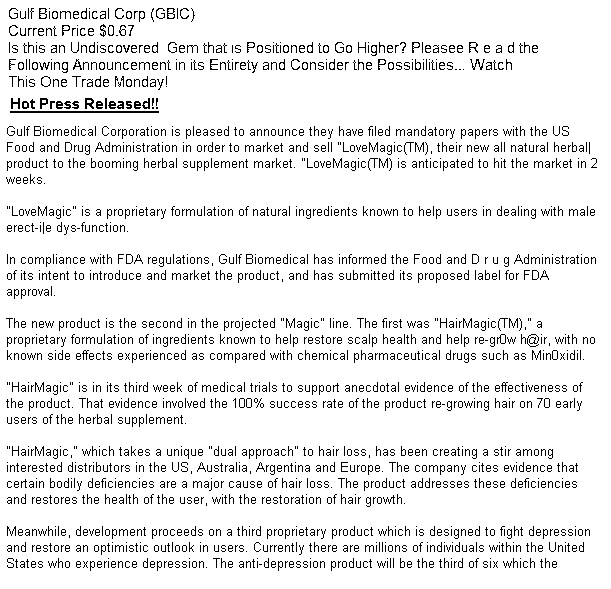 Gulf Biomedical Corp (GBIC)
Current Price $0.67
Is this an Undiscovered Gem that is Positioned to Go Higher? Pleasee R e a d the
Following Announcement in its Entirety and Consider the Possibilities... Watch
This One Trade Monday!
Hot Press Released!!
Gulf Biomedical Corporation is pleased to announce they have filed mandatory papers with the US
Food and Drug Administration in order to market and sell "LoveMagic(TM), their new all natural herbal|
product to the booming herbal supplement market. "LoveMagic(TM) is anticipated to hit the market in 2
weeks.
"LoveMagic" is a proprietary formulation of natural ingredients known to help users in dealing with male
erect-i|e dys-function.
In compliance with FDA regulations, Gulf Biomedical has informed the Food and D r u g Administration
of its intent to introduce and market the product, and has submitted its proposed label for FDA
approval.
The new product is the second in the projected "Magic" line. The first was "HairMagic(TM)," a
proprietary formulation of ingredients known to help restore scalp health and help re-gr0w h@ir, with no
known side effects experienced as compared with chemical pharmaceutical drugs such as Min0xidil.
"HairMagic" is in its third week of medical trials to support anecdotal evidence of the effectiveness of
the product. That evidence involved the 100% success rate of the product re-growing hair on 70 early
users of the herbal supplement.
"HairMagic," which takes a unique "dual approach" to hair loss, has been creating a stir among
interested distributors in the US, Australia, Argentina and Europe. The company cites evidence that
certain bodily deficiencies are a major cause of hair loss. The product addresses these deficiencies
and restores the health of the user, with the restoration of hair growth.
Meanwhile, development proceeds on a third proprietary product which is designed to fight depression
and restore an optimistic outlook in users. Currently there are millions of individuals within the United
States who experience depression. The anti-depression product will be the third of six which the